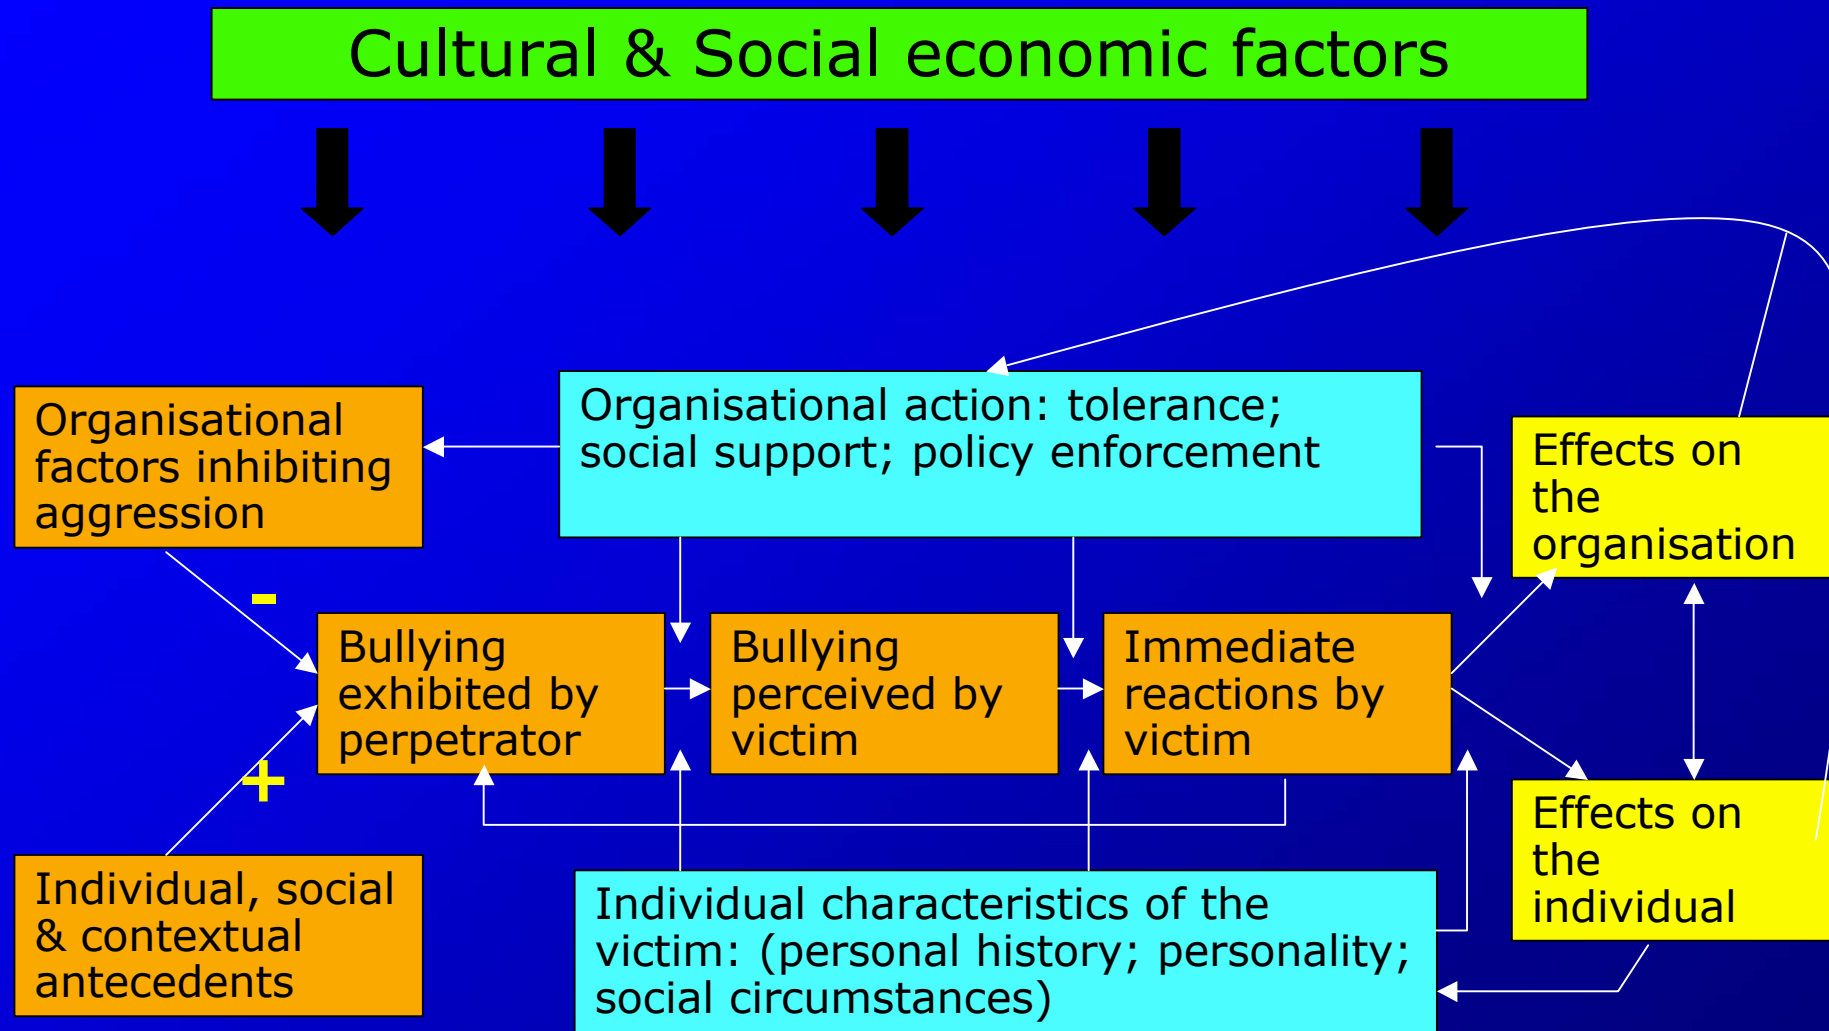 Cultural & Social economic factors
Organisational
factors inhibiting
aggression
Organisational action: tolerance;
social support; policy enforcement
Effects on
the
organisation
-
Bullying
exhibited by
perpetrator
Bullying
perceived by
victim
Immediate
reactions by
victim
+
Individual, social
& contextual
antecedents
Individual characteristics of the
victim: (personal history; personality;
social circumstances)
Effects on
the
individual